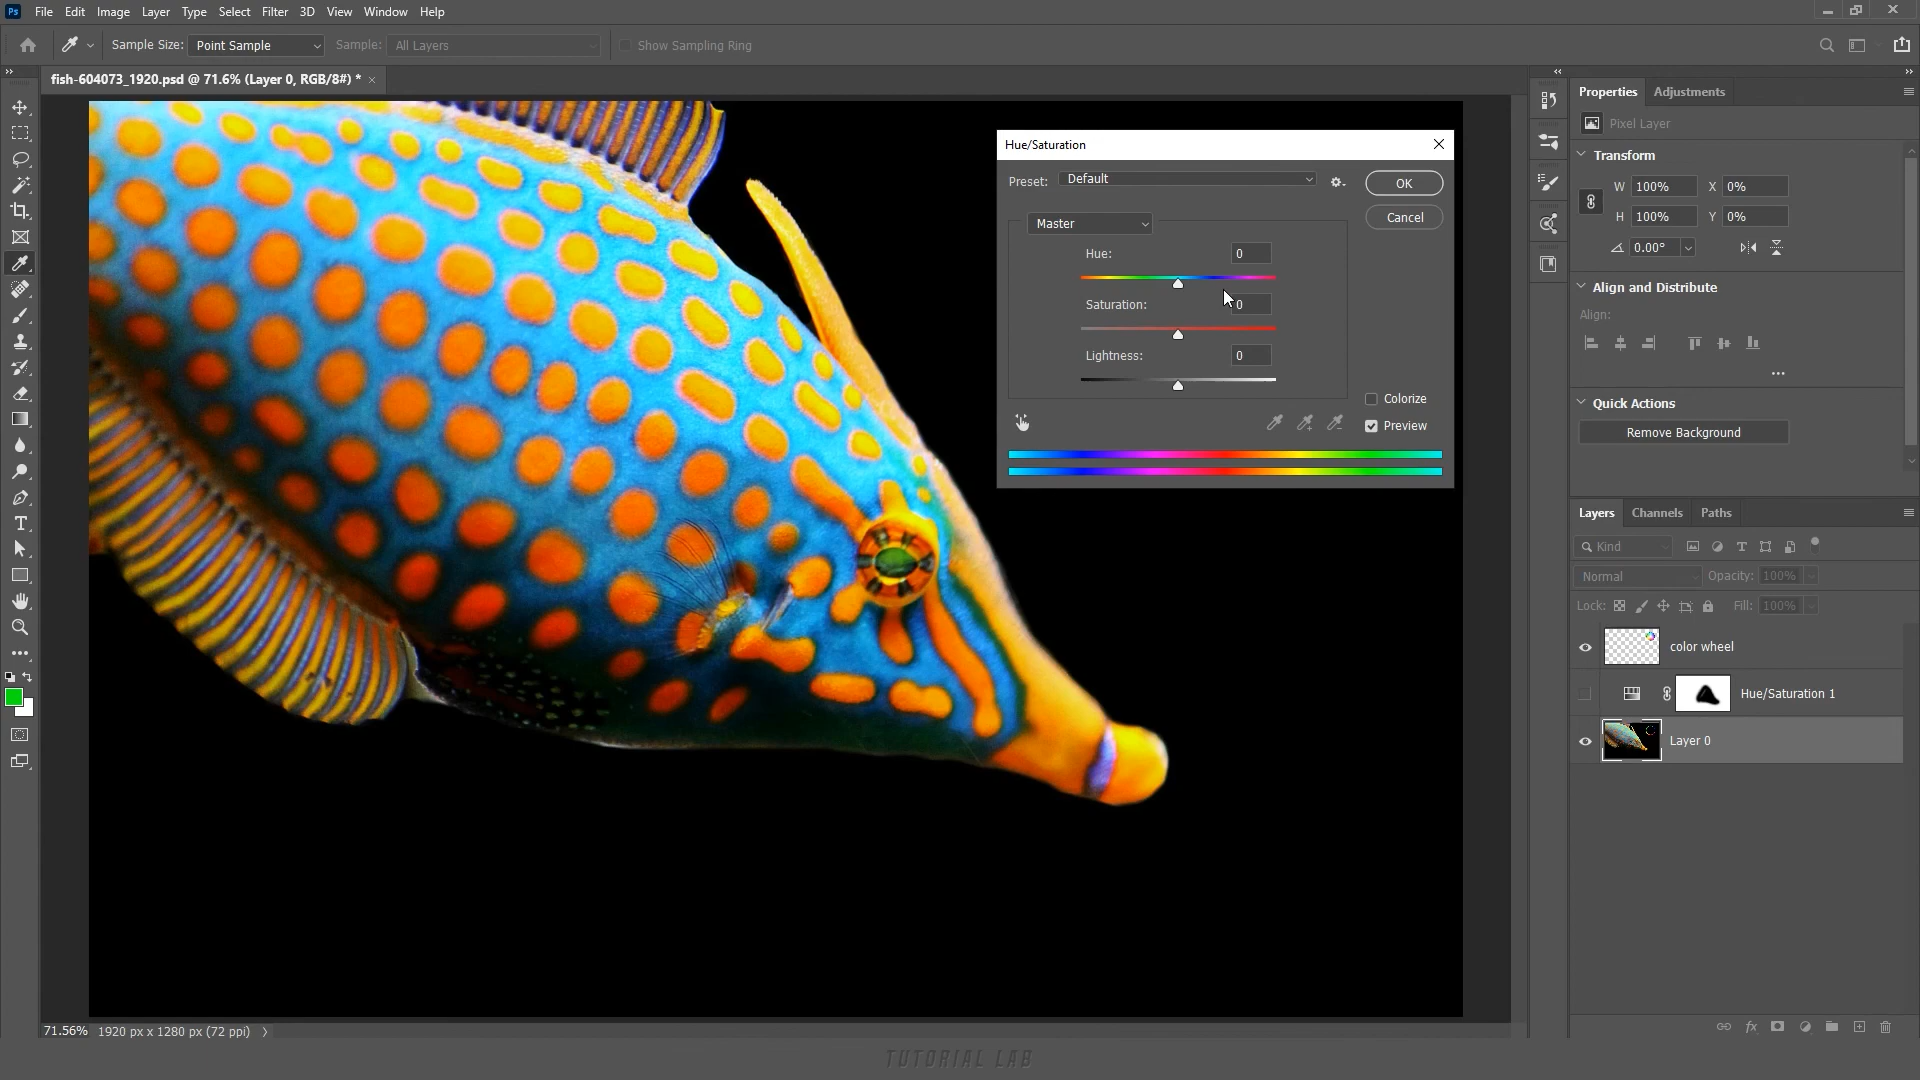 Ps File Edit Image Layer Type Select Filter 3D View Window Help
Sample Size: Point Sample Sample: All Layers Show Sampling Ring
fish-604073_1920.psd @ 71.6% (Layer 0, RGB/8#) *
Hue/Saturation
Preset: Default
OK
Cancel
Master
Hue: 0
Saturation: 0
Lightness: 0
Colorize
Preview
Properties Adjustments
Pixel Layer
Transform
W 100% X 0%
H 100% Y 0%
0.00°
Align and Distribute
Align:
Quick Actions
Remove Background
Layers Channels Paths
Kind
Normal Opacity: 100%
Lock: Fill: 100%
color wheel
Hue/Saturation 1
Layer 0
71.56% 1920 px x 1280 px (72 ppi)
TUTORIAL LAB